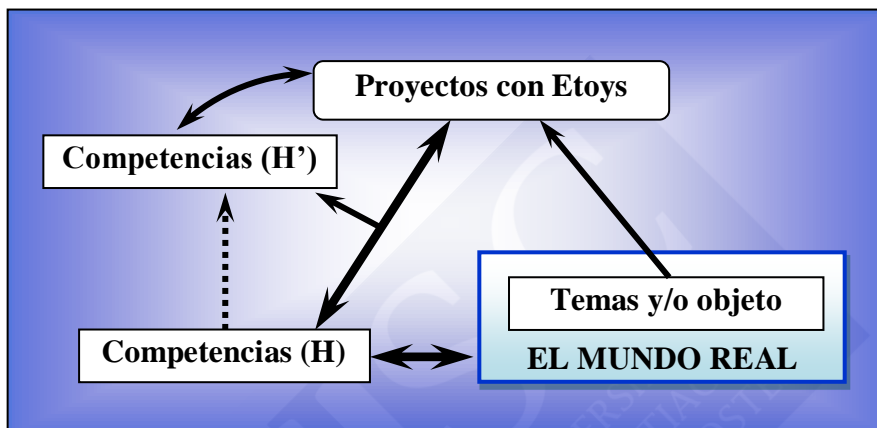 Proyectos con Etoys
Competencias (H’)
Temas y/o objeto
Competencias (H)
EL MUNDO REAL